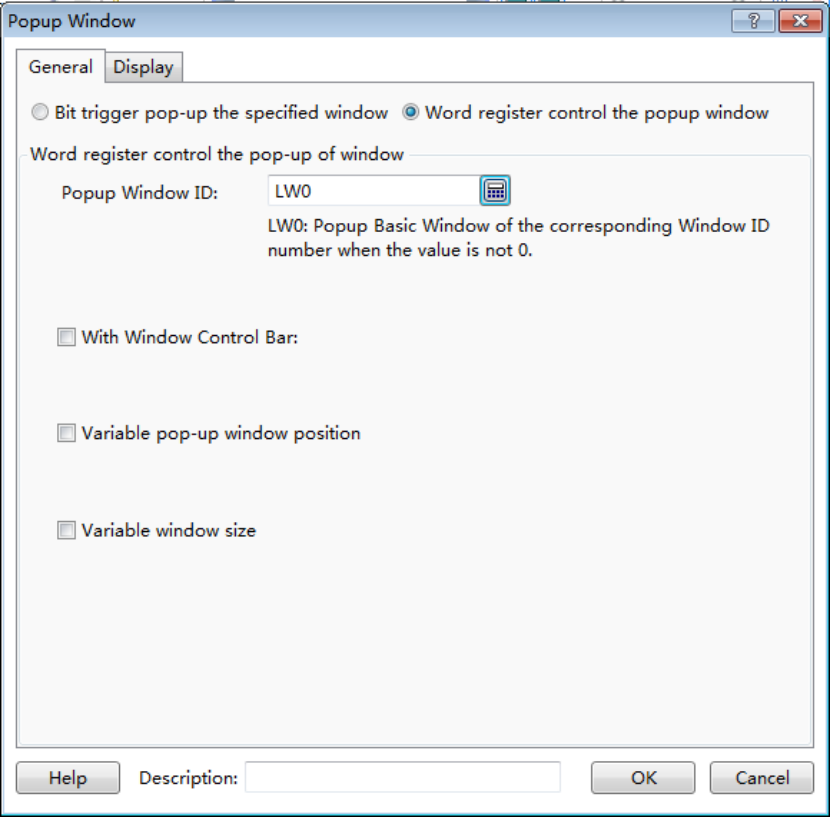 Popup Window
General Display
Bit trigger pop-up the specified window Word register control the popup window
Word register control the pop-up of window
Popup Window ID: LW0
LW0: Popup Basic Window of the corresponding Window ID
number when the value is not 0.
With Window Control Bar:
Variable pop-up window position
Variable window size
Help Description: OK Cancel